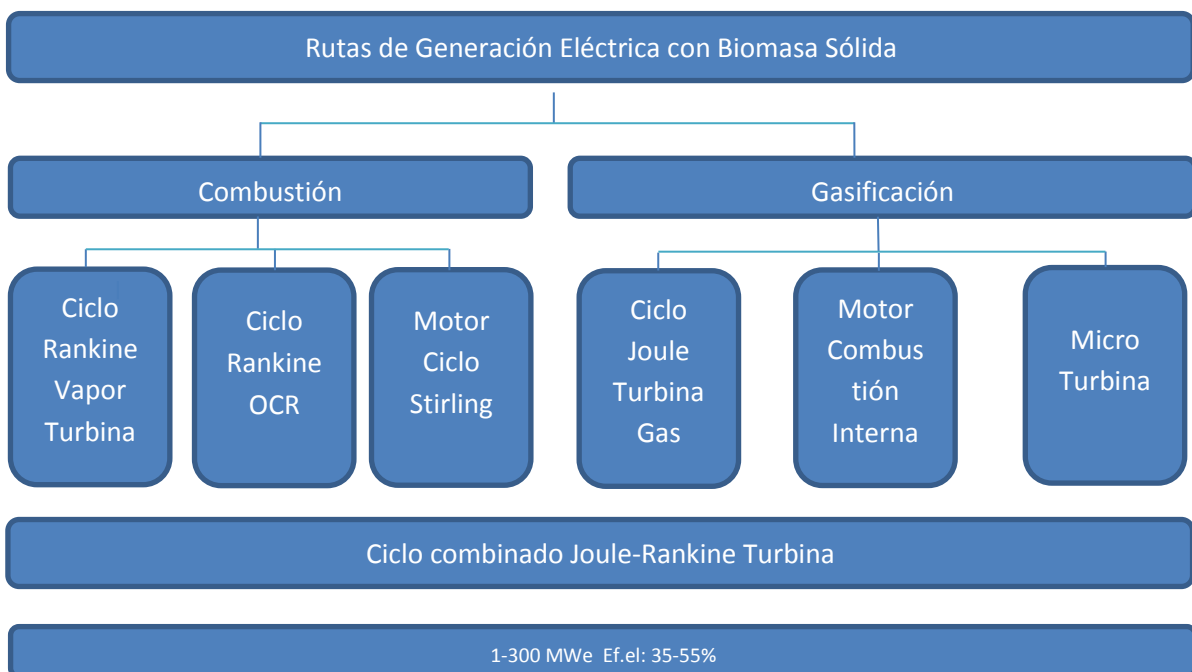 Rutas de Generación Eléctrica con Biomasa Sólida
Combustión
Gasificación
Ciclo
Rankine
Vapor
Turbina
Ciclo
Rankine
OCR
Motor
Ciclo
Stirling
Ciclo
Joule
Turbina
Gas
Motor
Combus
tión
Interna
Micro
Turbina
Ciclo combinado Joule-Rankine Turbina
1-300 MWe Ef.el: 35-55%